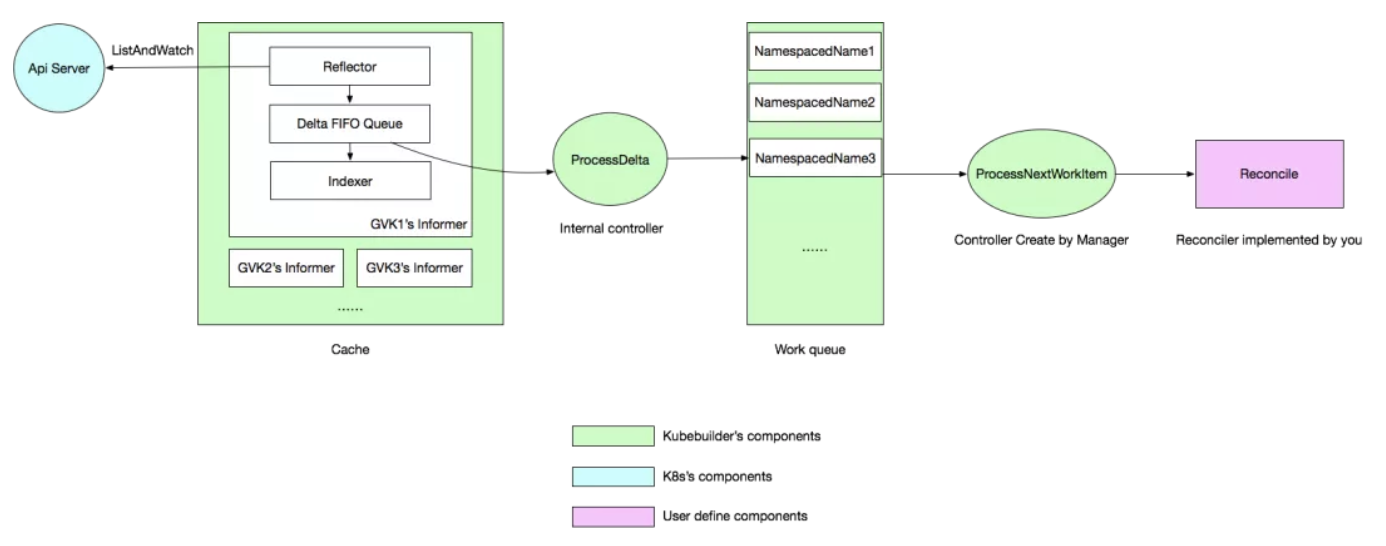 Api Server
ListAndWatch
Reflector
Delta FIFO Queue
Indexer
GVK1's Informer
GVK2's Informer
GVK3's Informer
......
Cache
ProcessDelta
Internal controller
NamespacedName1
NamespacedName2
NamespacedName3
......
Work queue
ProcessNextWorkItem
Controller Create by Manager
Reconcile
Reconciler implemented by you
Kubebuilder's components
K8s's components
User define components